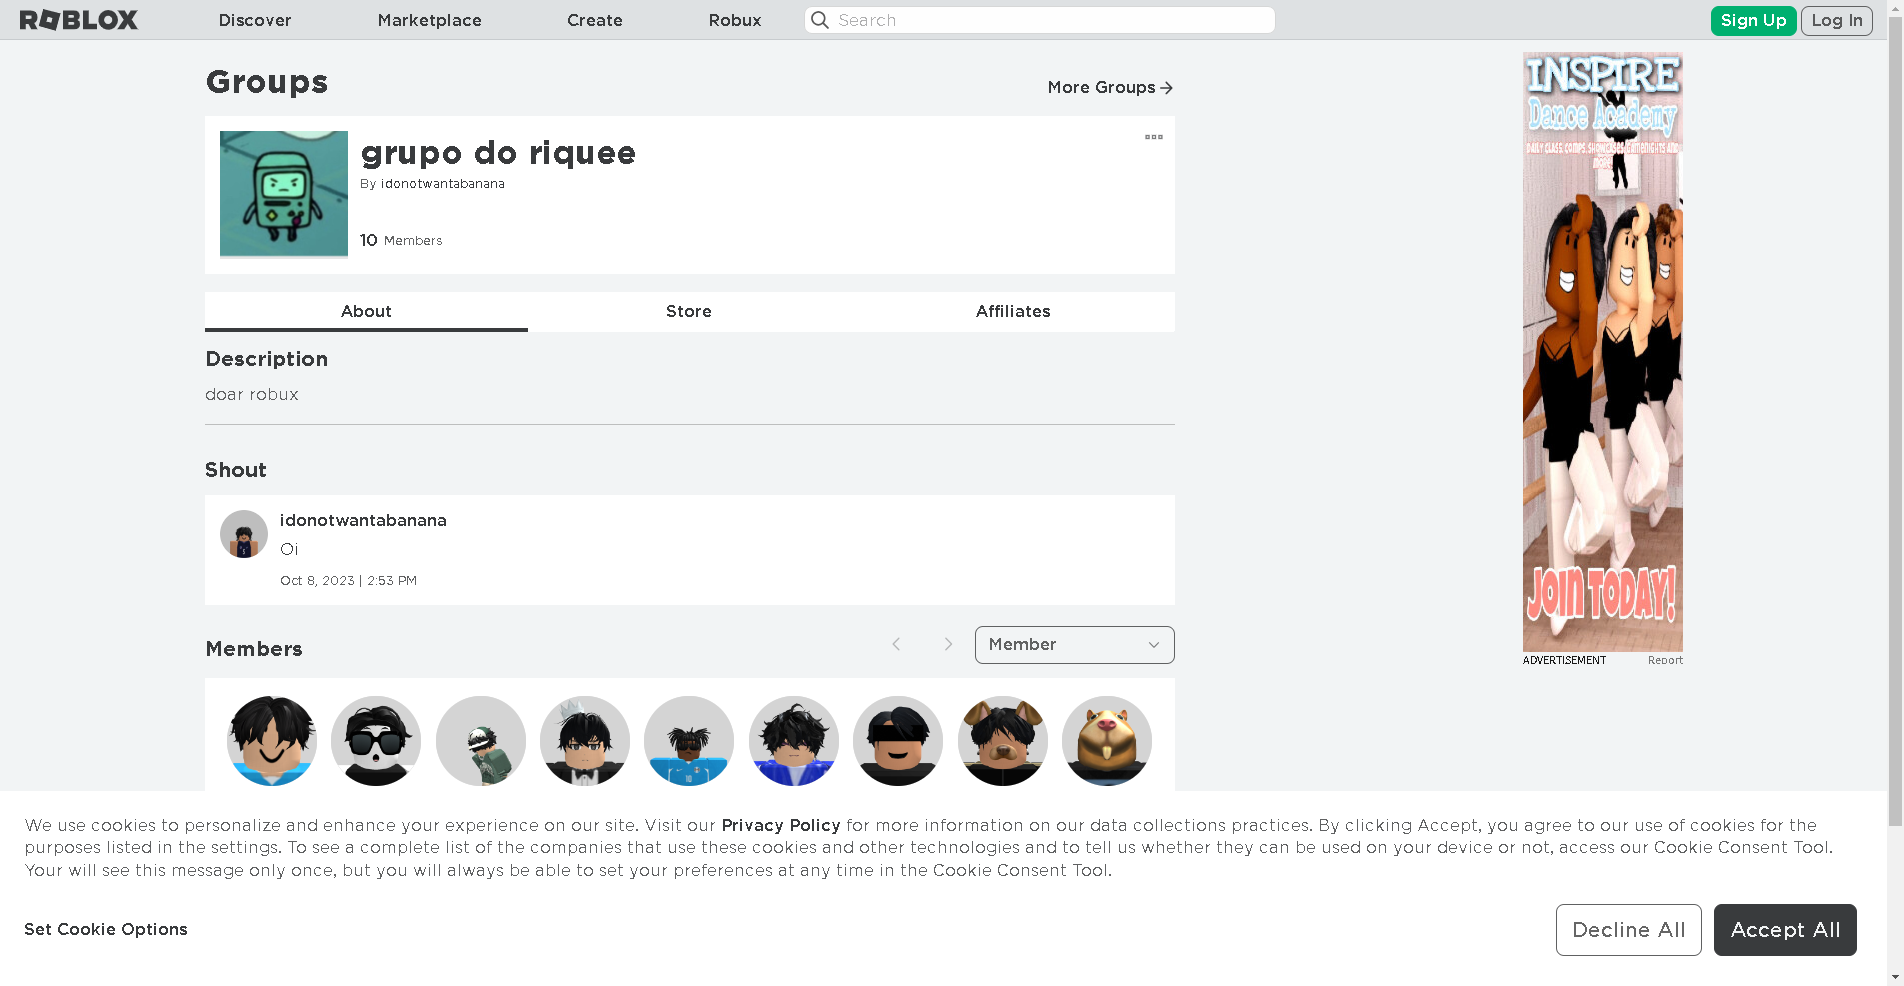 ROBLOX
Discover
Marketplace
Create
Robux
Search
Sign Up
Log In
Groups
More Groups
grupo do riquee
By idonotwantabanana
10 Members
About
Store
Affiliates
Description
doar robux
Shout
idonotwantabanana
Oi
Oct 8, 2023 | 2:53 PM
Members
Member
INSPIRE
Dance Academy
DAILY CLASS, COMPS, SHOWCASES, GAMENIGHTS AND
MORE!
JOIN TODAY!
ADVERTISEMENT
Report
We use cookies to personalize and enhance your experience on our site. Visit our Privacy Policy for more information on our data collections practices. By clicking Accept, you agree to our use of cookies for the
purposes listed in the settings. To see a complete list of the companies that use these cookies and other technologies and to tell us whether they can be used on your device or not, access our Cookie Consent Tool.
Your will see this message only once, but you will always be able to set your preferences at any time in the Cookie Consent Tool.
Set Cookie Options
Decline All
Accept All